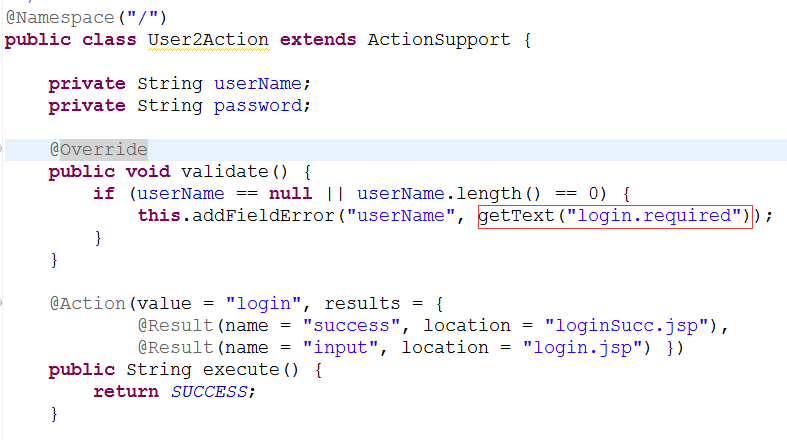 @Namespace("/")
public class User2Action extends ActionSupport {
private String userName;
private String password;
@Override
public void validate() {
if (userName == null || userName.length() == 0) {
this.addFieldError("userName", getText("login.required"));
}
}
@Action(value = "login", results = {
@Result(name = "success", location = "loginSucc.jsp"),
@Result(name = "input", location = "login.jsp") })
public String execute() {
return SUCCESS;
}